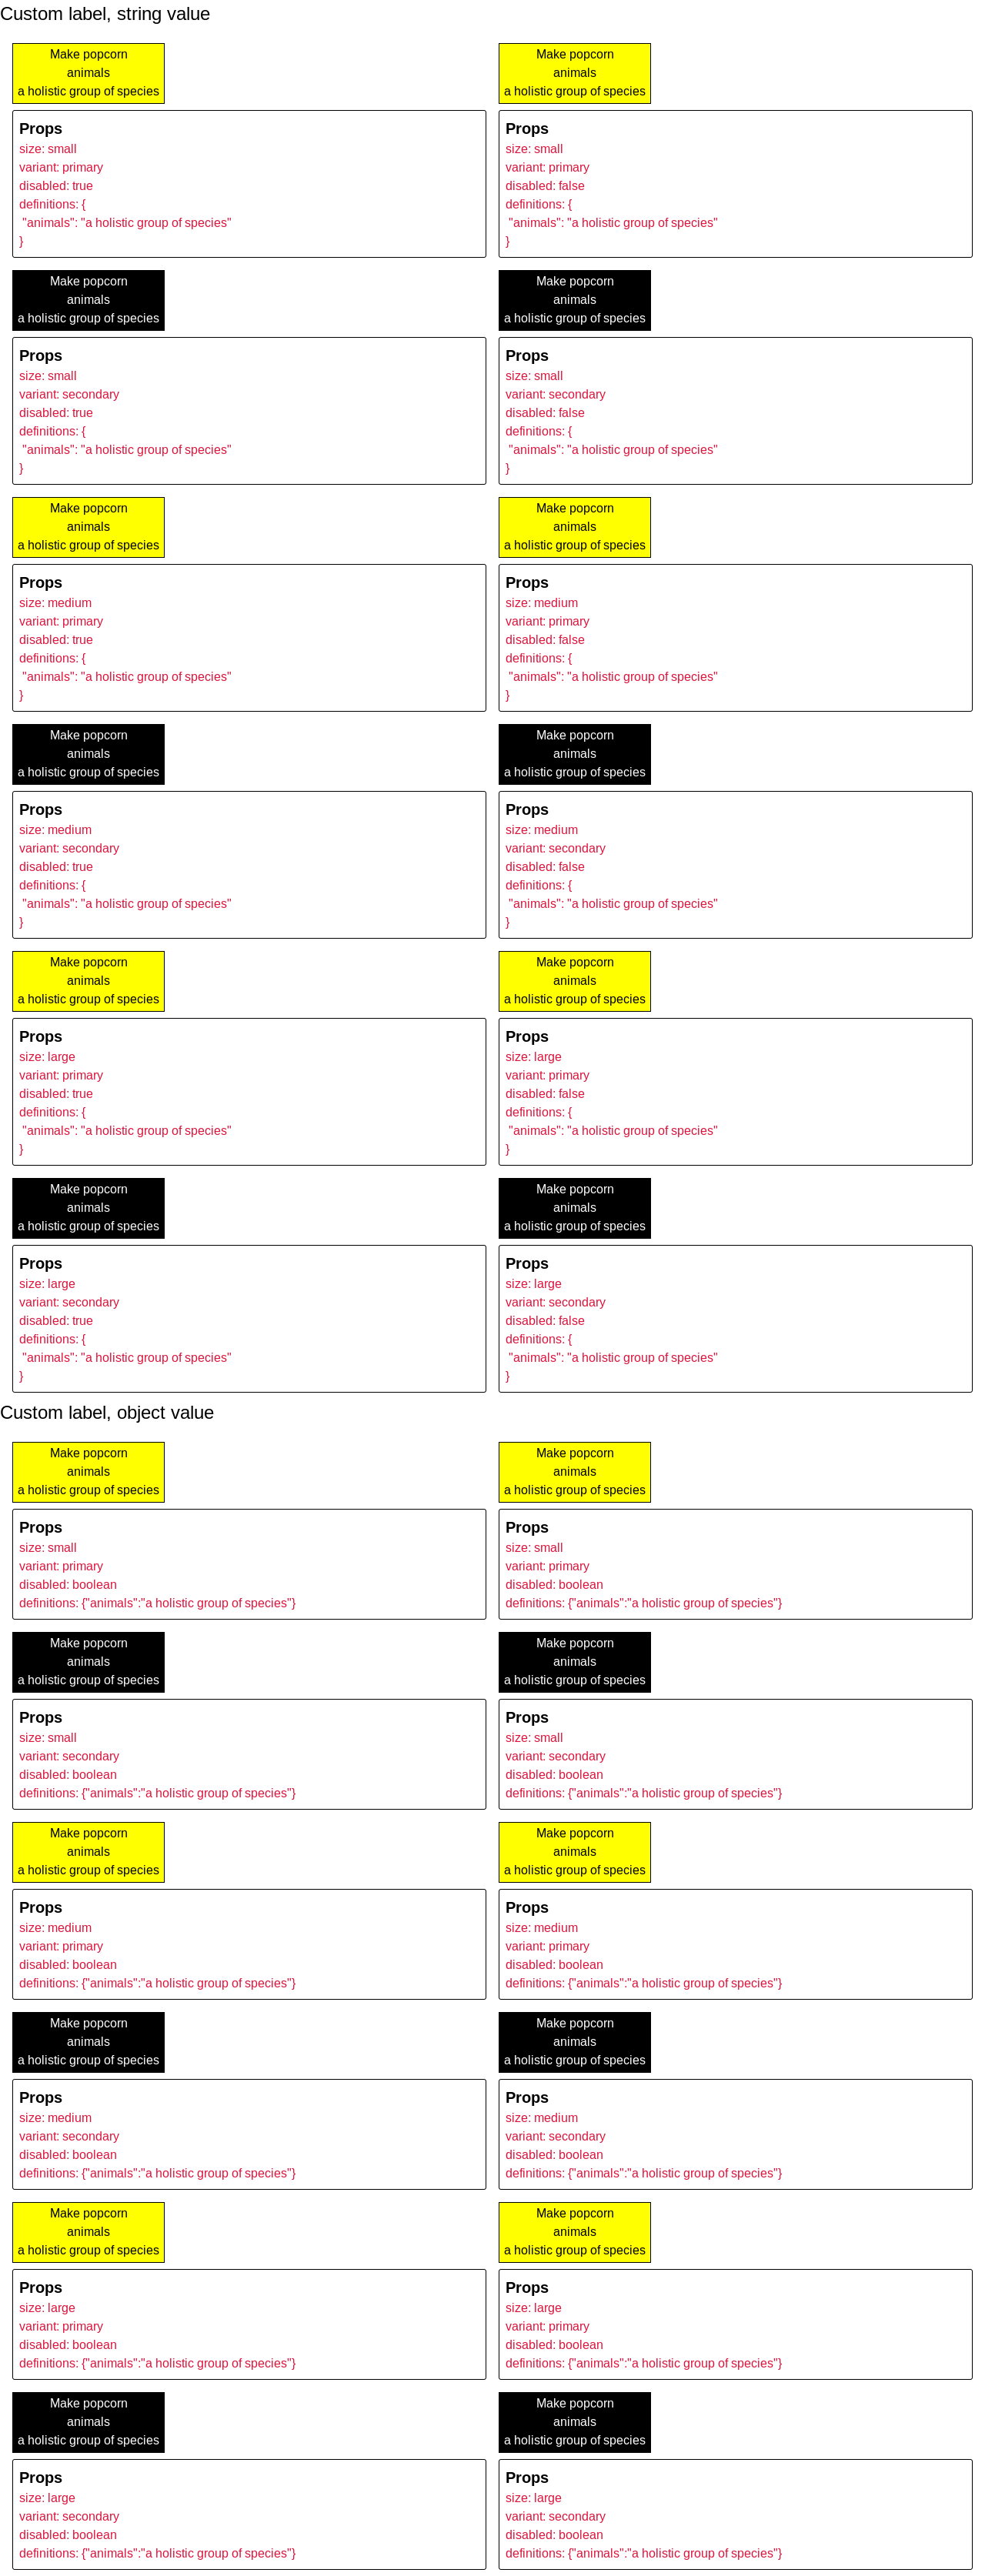 Custom label, string value
Make popcorn
animals
a holistic group of species
Props
size: small
variant: primary
disabled: true
definitions: {
"animals": "a holistic group of species"
}
Make popcorn
animals
a holistic group of species
Props
size: small
variant: primary
disabled: false
definitions: {
"animals": "a holistic group of species"
}
Make popcorn
animals
a holistic group of species
Props
size: small
variant: secondary
disabled: true
definitions: {
"animals": "a holistic group of species"
}
Make popcorn
animals
a holistic group of species
Props
size: small
variant: secondary
disabled: false
definitions: {
"animals": "a holistic group of species"
}
Make popcorn
animals
a holistic group of species
Props
size: medium
variant: primary
disabled: true
definitions: {
"animals": "a holistic group of species"
}
Make popcorn
animals
a holistic group of species
Props
size: medium
variant: primary
disabled: false
definitions: {
"animals": "a holistic group of species"
}
Make popcorn
animals
a holistic group of species
Props
size: medium
variant: secondary
disabled: true
definitions: {
"animals": "a holistic group of species"
}
Make popcorn
animals
a holistic group of species
Props
size: medium
variant: secondary
disabled: false
definitions: {
"animals": "a holistic group of species"
}
Make popcorn
animals
a holistic group of species
Props
size: large
variant: primary
disabled: true
definitions: {
"animals": "a holistic group of species"
}
Make popcorn
animals
a holistic group of species
Props
size: large
variant: primary
disabled: false
definitions: {
"animals": "a holistic group of species"
}
Make popcorn
animals
a holistic group of species
Props
size: large
variant: secondary
disabled: true
definitions: {
"animals": "a holistic group of species"
}
Make popcorn
animals
a holistic group of species
Props
size: large
variant: secondary
disabled: false
definitions: {
"animals": "a holistic group of species"
}
Custom label, object value
Make popcorn
animals
a holistic group of species
Props
size: small
variant: primary
disabled: boolean
definitions: {"animals":"a holistic group of species"}
Make popcorn
animals
a holistic group of species
Props
size: small
variant: primary
disabled: boolean
definitions: {"animals":"a holistic group of species"}
Make popcorn
animals
a holistic group of species
Props
size: small
variant: secondary
disabled: boolean
definitions: {"animals":"a holistic group of species"}
Make popcorn
animals
a holistic group of species
Props
size: small
variant: secondary
disabled: boolean
definitions: {"animals":"a holistic group of species"}
Make popcorn
animals
a holistic group of species
Props
size: medium
variant: primary
disabled: boolean
definitions: {"animals":"a holistic group of species"}
Make popcorn
animals
a holistic group of species
Props
size: medium
variant: primary
disabled: boolean
definitions: {"animals":"a holistic group of species"}
Make popcorn
animals
a holistic group of species
Props
size: medium
variant: secondary
disabled: boolean
definitions: {"animals":"a holistic group of species"}
Make popcorn
animals
a holistic group of species
Props
size: medium
variant: secondary
disabled: boolean
definitions: {"animals":"a holistic group of species"}
Make popcorn
animals
a holistic group of species
Props
size: large
variant: primary
disabled: boolean
definitions: {"animals":"a holistic group of species"}
Make popcorn
animals
a holistic group of species
Props
size: large
variant: primary
disabled: boolean
definitions: {"animals":"a holistic group of species"}
Make popcorn
animals
a holistic group of species
Props
size: large
variant: secondary
disabled: boolean
definitions: {"animals":"a holistic group of species"}
Make popcorn
animals
a holistic group of species
Props
size: large
variant: secondary
disabled: boolean
definitions: {"animals":"a holistic group of species"}